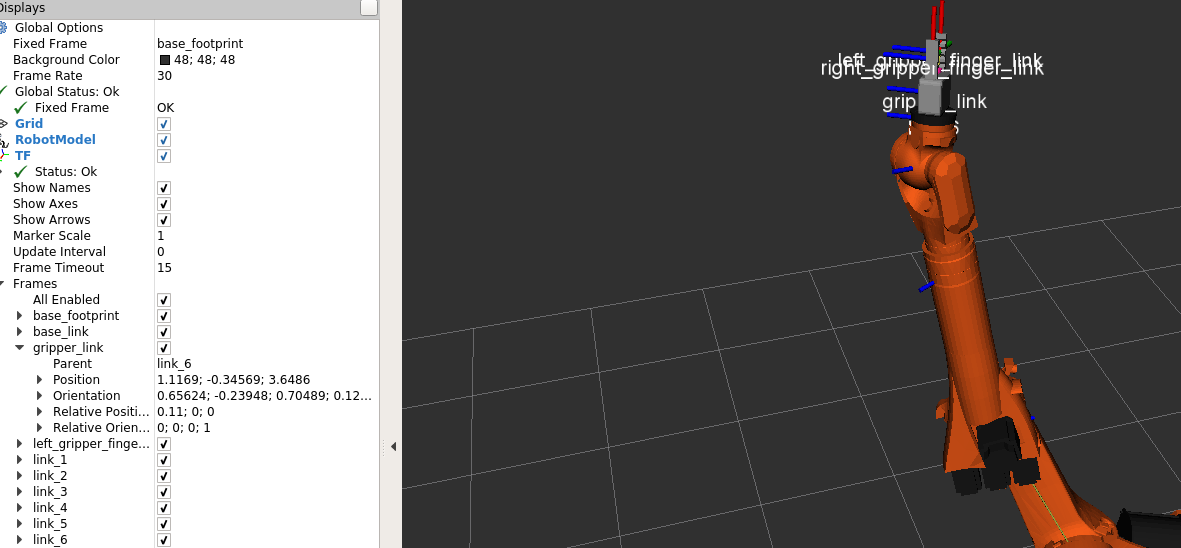 Displays
Global Options
Fixed Frame base_footprint
Background Color 48; 48; 48
Frame Rate 30
Global Status: Ok
Fixed Frame OK
Grid
RobotModel
TF
Status: Ok
Show Names
Show Axes
Show Arrows
Marker Scale 1
Update Interval 0
Frame Timeout 15
Frames
All Enabled
base_footprint
base_link
gripper_link
Parent link_6
Position 1.1169; -0.34569; 3.6486
Orientation 0.65624; -0.23948; 0.70489; 0.12...
Relative Positi... 0.11; 0; 0
Relative Orien... 0; 0; 0; 1
left_gripper_finge...
link_1
link_2
link_3
link_4
link_5
link_6
left_gripper_finger_link
right_gripper_finger_link
gripper_link